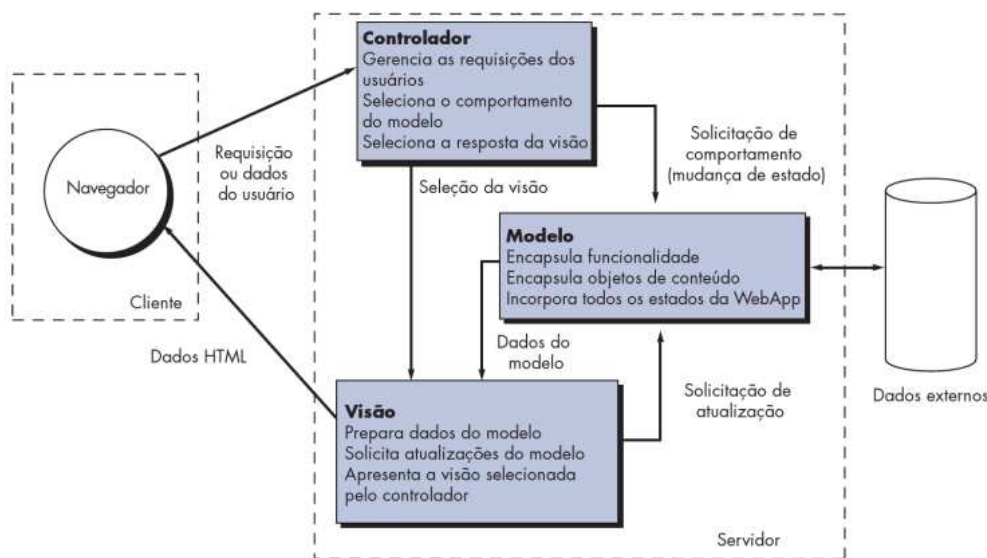 Controlador
Gerencia as requisições dos
usuários
Seleciona o comportamento
do modelo
Seleciona a resposta da visão
Navegador
Requisição
ou dados
do usuário
Seleção da visão
Solicitação de
comportamento
(mudança de estado)
Modelo
Encapsula funcionalidade
Encapsula objetos de conteúdo
Incorpora todos os estados da WebApp
Cliente
Dados HTML
Dados do
modelo
Solicitação de
atualização
Dados externos
Visão
Prepara dados do modelo
Solicita atualizações do modelo
Apresenta a visão selecionada
pelo controlador
Servidor